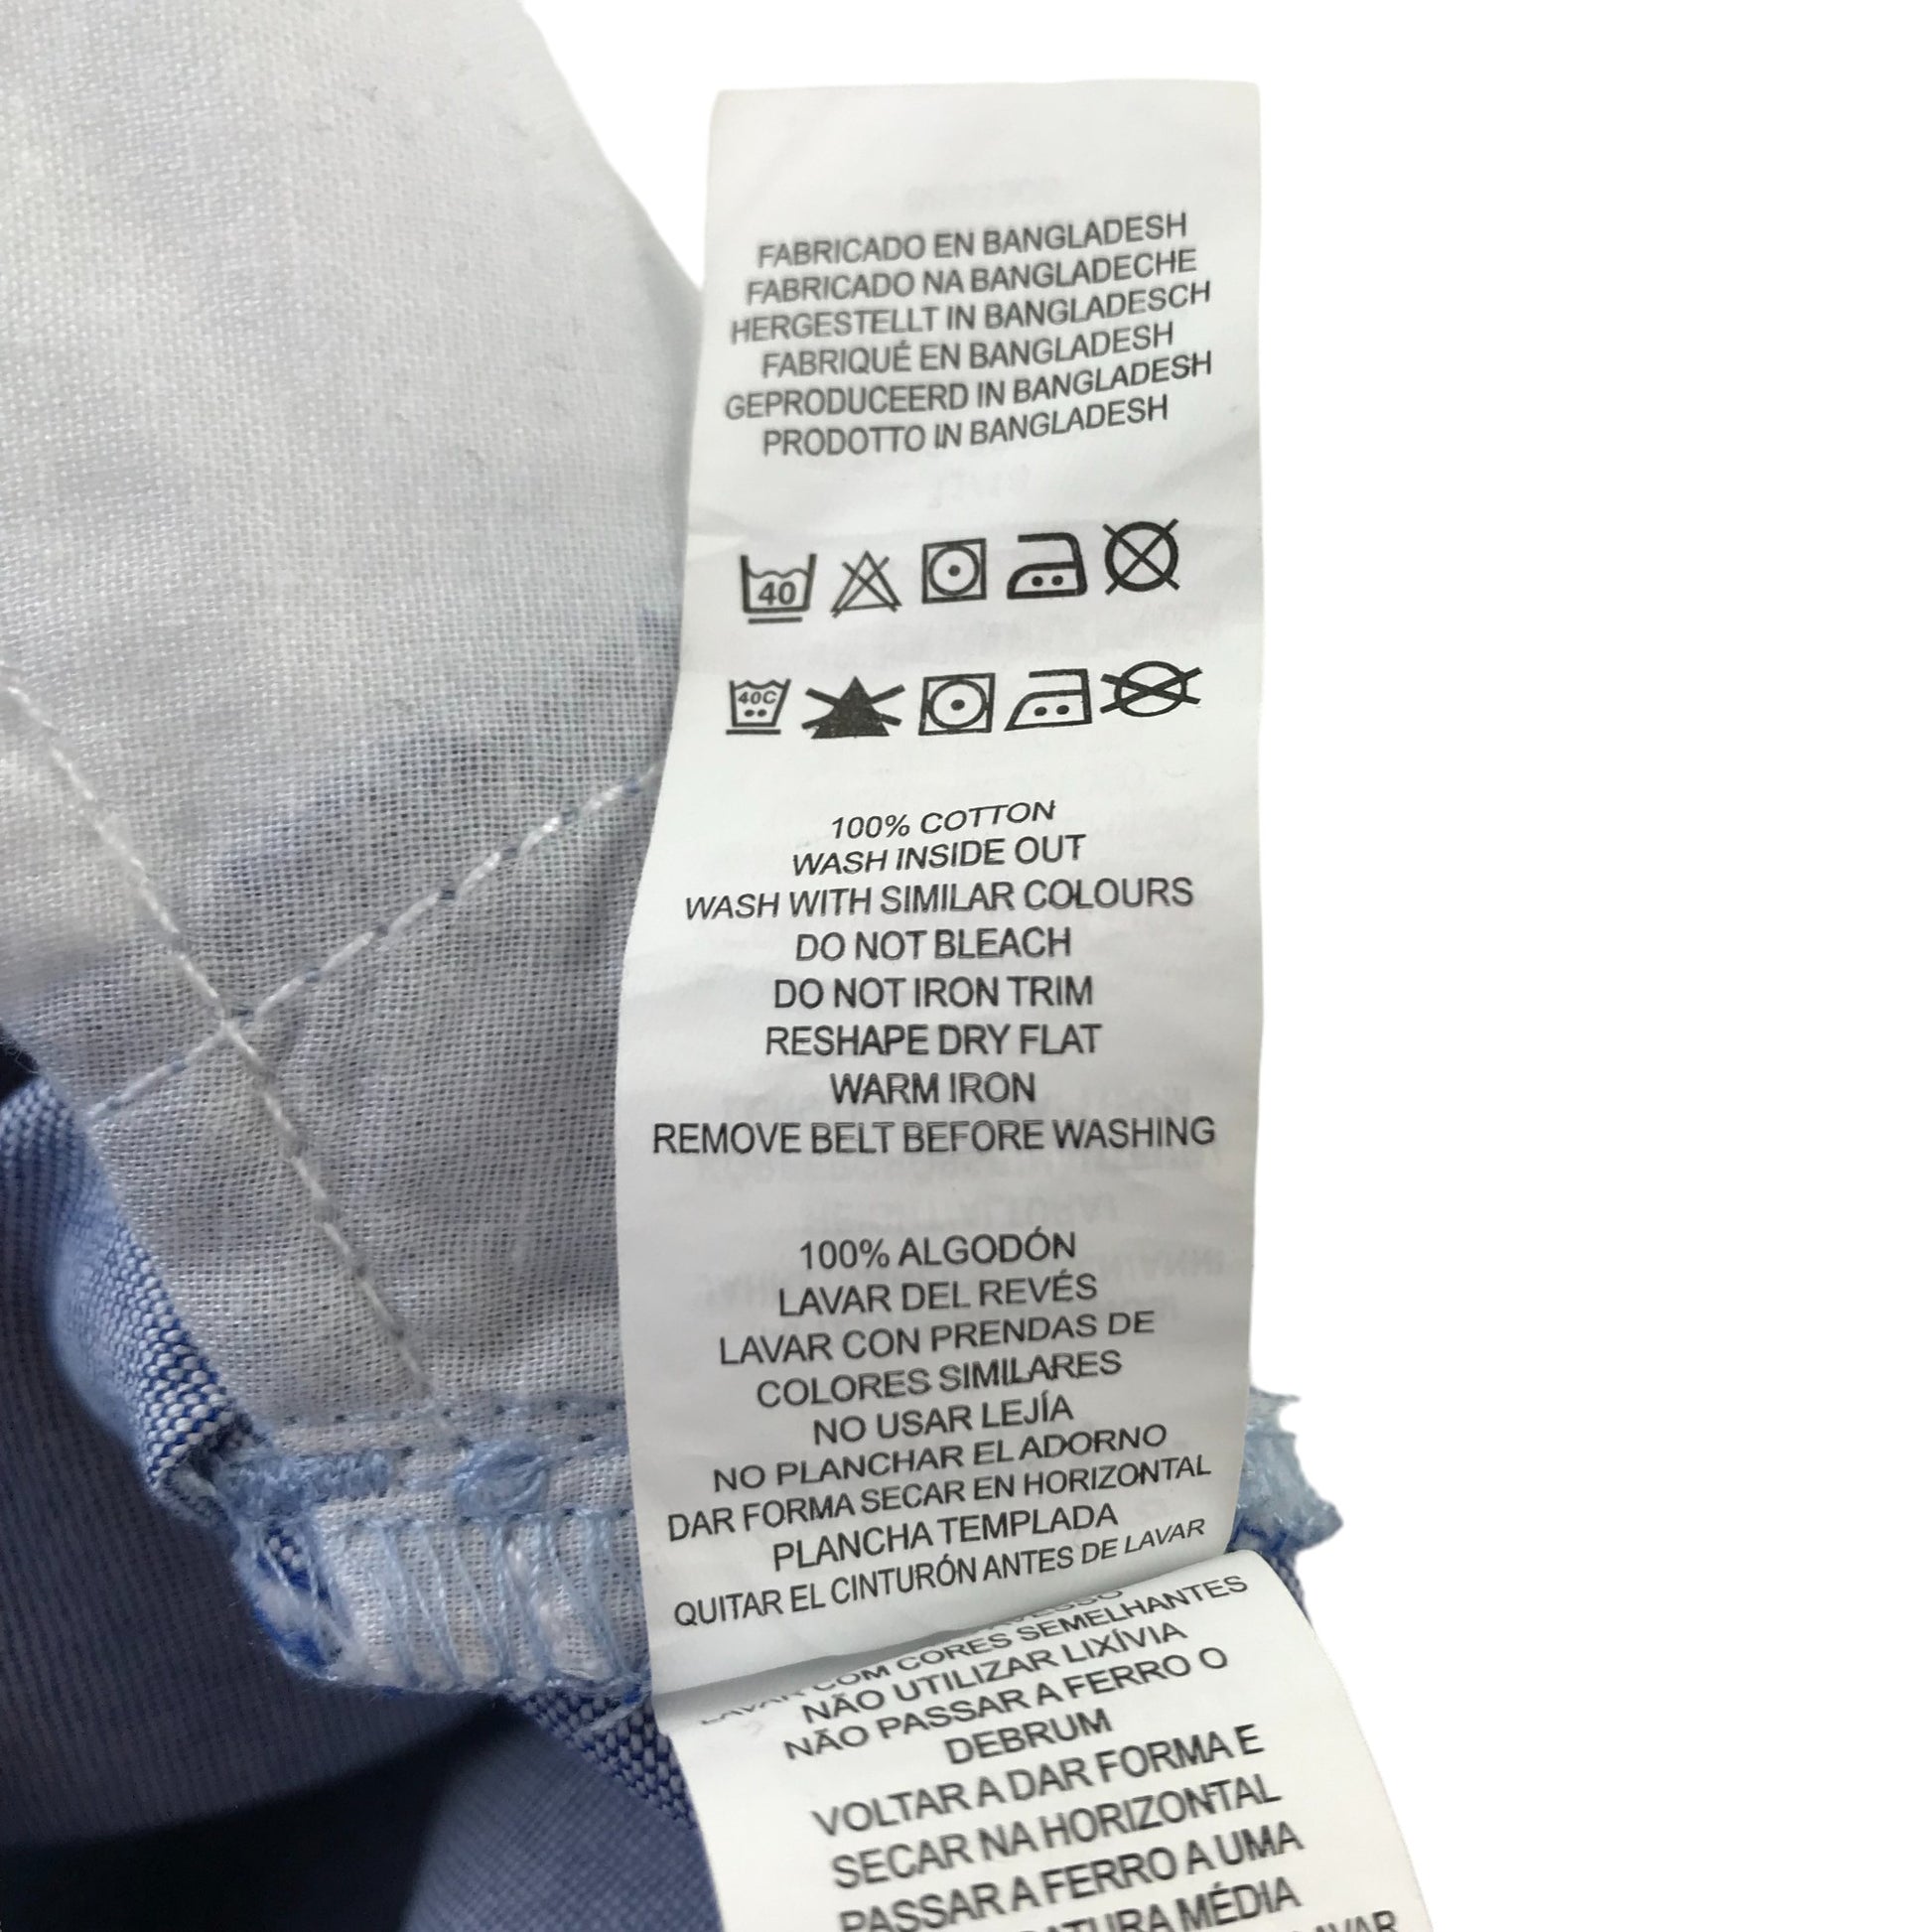 FABRICADO EN BANGLADESH
FABRICADO NA BANGLADECHE
HERGESTELLT IN BANGLADESCH
FABRIQUÉ EN BANGLADESH
GEPRODUCEERD IN BANGLADESH
PRODOTTO IN BANGLADESH
40
40C
100% COTTON
WASH INSIDE OUT
WASH WITH SIMILAR COLOURS
DO NOT BLEACH
DO NOT IRON TRIM
RESHAPE DRY FLAT
WARM IRON
REMOVE BELT BEFORE WASHING
100% ALGODÓN
LAVAR DEL REVÉS
LAVAR CON PRENDAS DE
COLORES SIMILARES
NO USAR LEJÍA
NO PLANCHAR EL ADORNO
DAR FORMA SECAR EN HORIZONTAL
PLANCHA TEMPLADA
QUITAR EL CINTURÓN ANTES DE LAVAR
LAVAR COM CORES SEMELHANTES
NÃO UTILIZAR LIXÍVIA
NÃO PASSAR A FERRO O
DEBRUM
VOLTAR A DAR FORMA E
SECAR NA HORIZONTAL
PASSAR A FERRO A UMA
MÉDIA